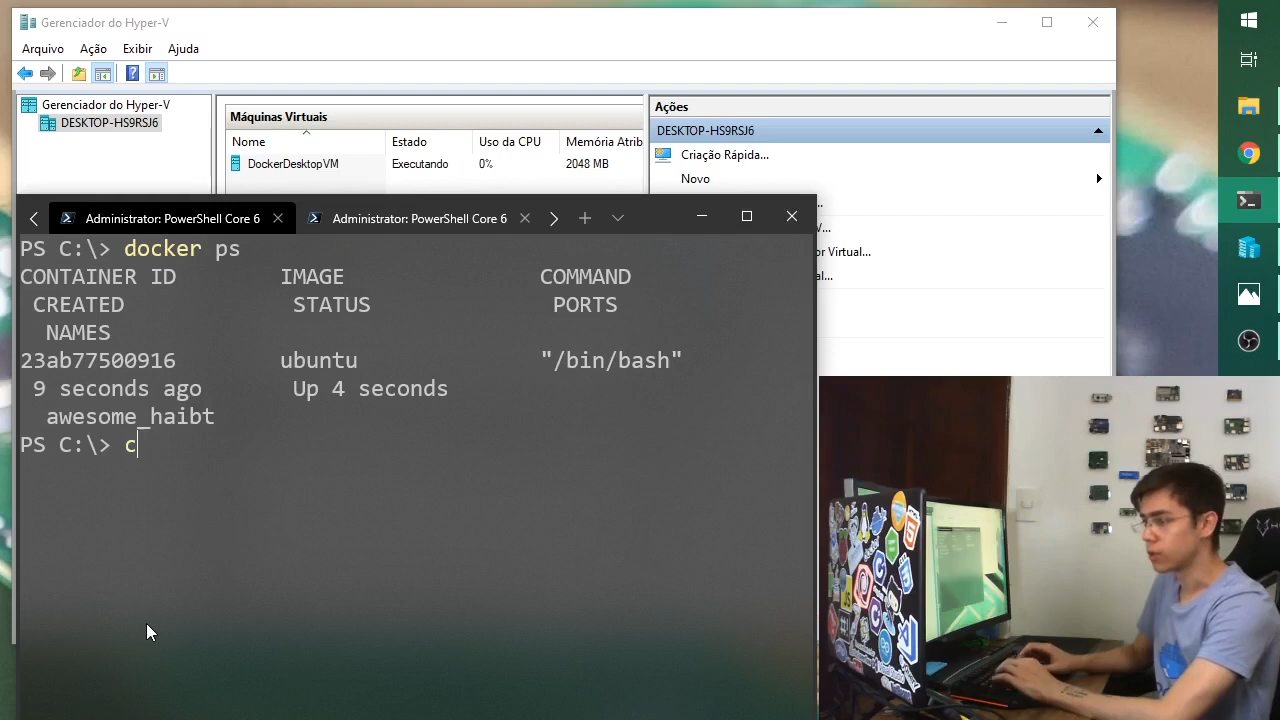 Gerenciador do Hyper-V
Arquivo Ação Exibir Ajuda
Gerenciador do Hyper-V
DESKTOP-HS9RSJ6
Máquinas Virtuais
Nome Estado Uso da CPU Memória Atrib
DockerDesktopVM Executando 0% 2048 MB
Ações
DESKTOP-HS9RSJ6
Criação Rápida...
Novo
...
V...
or Virtual...
al...
Administrator: PowerShell Core 6 Administrator: PowerShell Core 6
PS C:\> docker ps
CONTAINER ID IMAGE COMMAND
CREATED STATUS PORTS
NAMES
23ab77500916 ubuntu "/bin/bash"
9 seconds ago Up 4 seconds
awesome_haibt
PS C:\> c